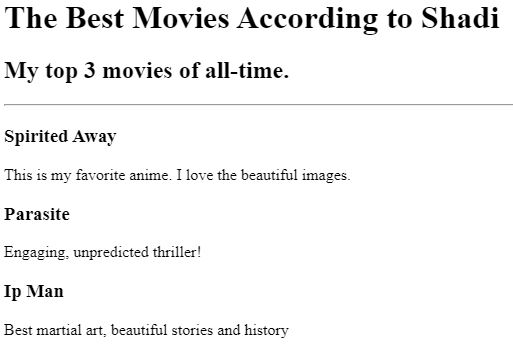 The Best Movies According to Shadi
My top 3 movies of all-time.
Spirited Away
This is my favorite anime. I love the beautiful images.
Parasite
Engaging, unpredicted thriller!
Ip Man
Best martial art, beautiful stories and history